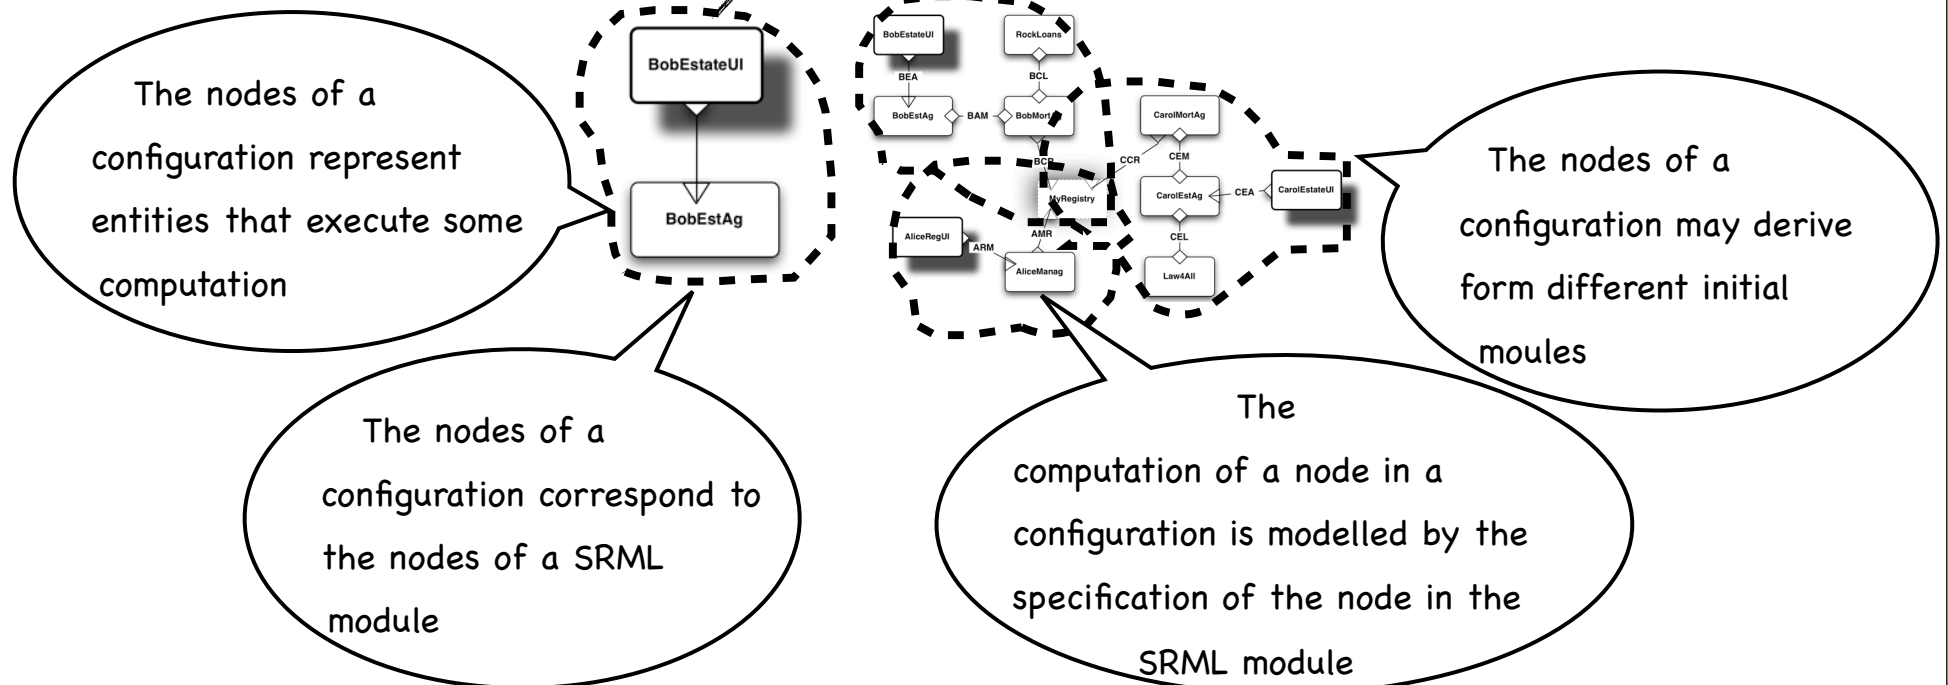 The nodes of a
configuration represent
entities that execute some
computation
BobEstateUI
BobEstAg
BobEstateUI
RockLoans
BEA
BCL
BobEstAg
BAM
CarolMortAg
CCR
CEM
MyRegistry
CarolEstAg
CEA
CarolEstateUI
AliceRegUI
ARM
AMR
CEL
AliceManag
Law4All
The nodes of a
configuration may derive
form different initial
moules
The nodes of a
configuration correspond to
the nodes of a SRML
module
The
computation of a node in a
configuration is modelled by the
specification of the node in the
SRML module